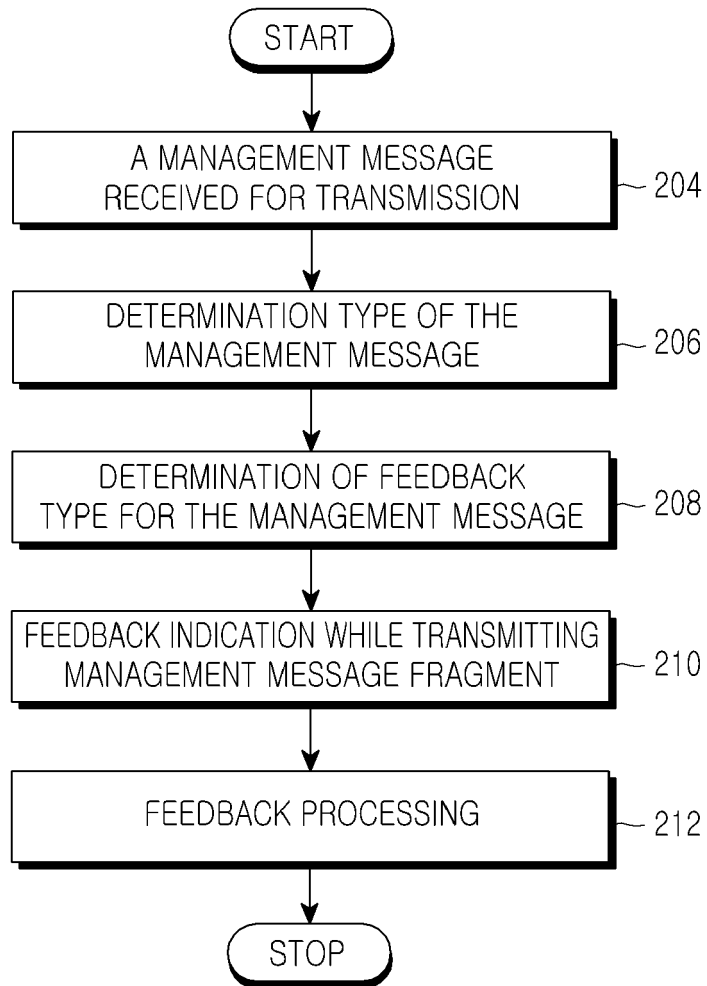 START
A MANAGEMENT MESSAGE
RECEIVED FOR TRANSMISSION
204
DETERMINATION TYPE OF THE
MANAGEMENT MESSAGE
206
DETERMINATION OF FEEDBACK
TYPE FOR THE MANAGEMENT MESSAGE
208
FEEDBACK INDICATION WHILE TRANSMITTING
MANAGEMENT MESSAGE FRAGMENT
210
FEEDBACK PROCESSING
212
STOP